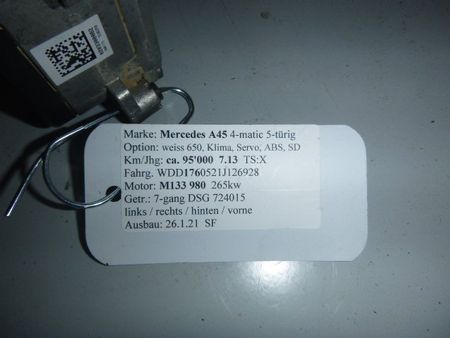 Marke: Mercedes A45 4-matic 5-türig
Option: weiss 650, Klima, Servo, ABS, SD
Km/Jhg: ca. 95'000 7.13 TS:X
Fahrg. WDD1760521J126928
Motor: M133 980 265kw
Getr.: 7-gang DSG 724015
links / rechts / hinten / vorne
Ausbau: 26.1.21 SF